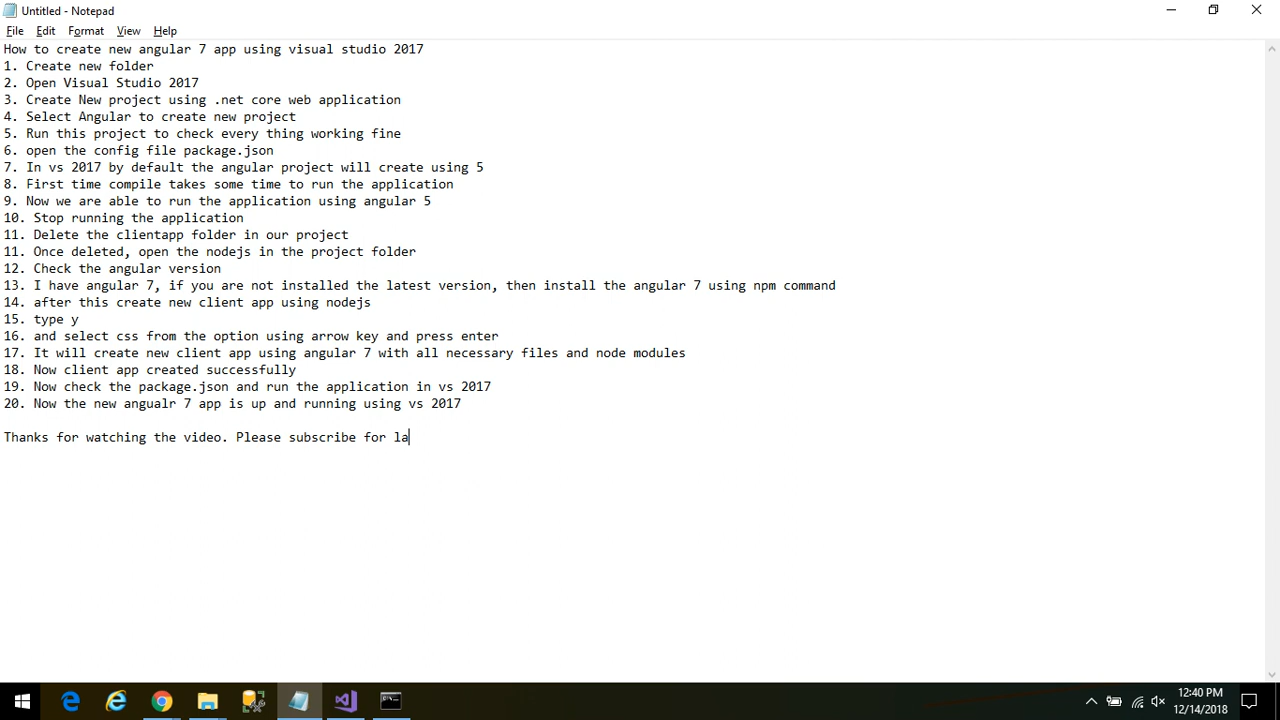 Untitled - Notepad
File Edit Format View Help
How to create new angular 7 app using visual studio 2017
1. Create new folder
2. Open Visual Studio 2017
3. Create New project using .net core web application
4. Select Angular to create new project
5. Run this project to check every thing working fine
6. open the config file package.json
7. In vs 2017 by default the angular project will create using 5
8. First time compile takes some time to run the application
9. Now we are able to run the application using angular 5
10. Stop running the application
11. Delete the clientapp folder in our project
11. Once deleted, open the nodejs in the project folder
12. Check the angular version
13. I have angular 7, if you are not installed the latest version, then install the angular 7 using npm command
14. after this create new client app using nodejs
15. type y
16. and select css from the option using arrow key and press enter
17. It will create new client app using angular 7 with all necessary files and node modules
18. Now client app created successfully
19. Now check the package.json and run the application in vs 2017
20. Now the new angualr 7 app is up and running using vs 2017
Thanks for watching the video. Please subscribe for la
12:40 PM
12/14/2018